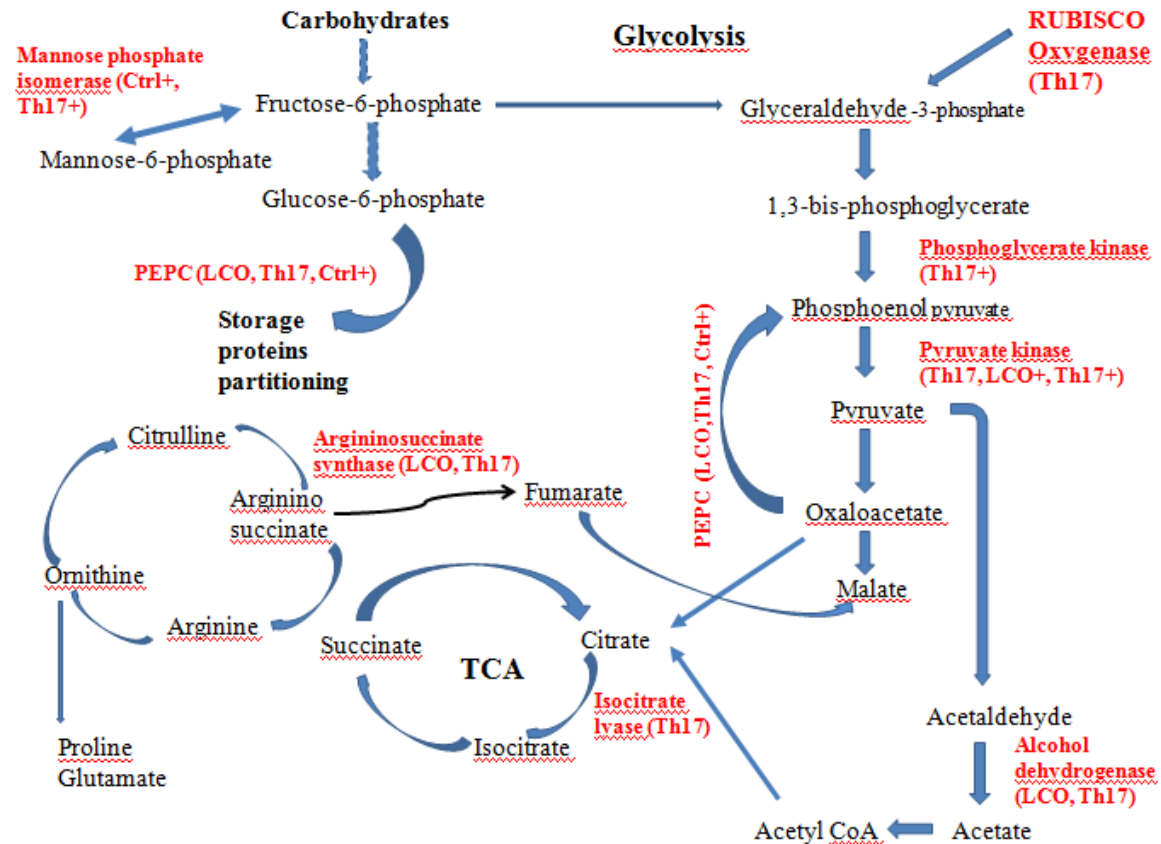 Carbohydrates
Glycolysis
RUBISCO
Oxygenase
(Th17)
Mannose phosphate
isomerase (Ctrl+,
Th17+)
Fructose-6-phosphate
Glyceraldehyde -3-phosphate
Mannose-6-phosphate
Glucose-6-phosphate
1,3-bis-phosphoglycerate
PEPC (LCO, Th17, Ctrl+)
Phosphoglycerate kinase
(Th17+)
Storage
proteins
partitioning
Phosphoenol pyruvate
PEPC (LCO,Th17, Ctrl+)
Pyruvate kinase
(Th17, LCO+, Th17+)
Pyruvate
Citrulline
Argininosuccinate
synthase (LCO, Th17)
Arginino
succinate
Fumarate
Oxaloacetate
Ornithine
Malate
Arginine
Succinate
Citrate
TCA
Isocitrate
lyase (Th17)
Isocitrate
Acetaldehyde
Proline
Glutamate
Alcohol
dehydrogenase
(LCO, Th17)
Acetyl CoA
Acetate